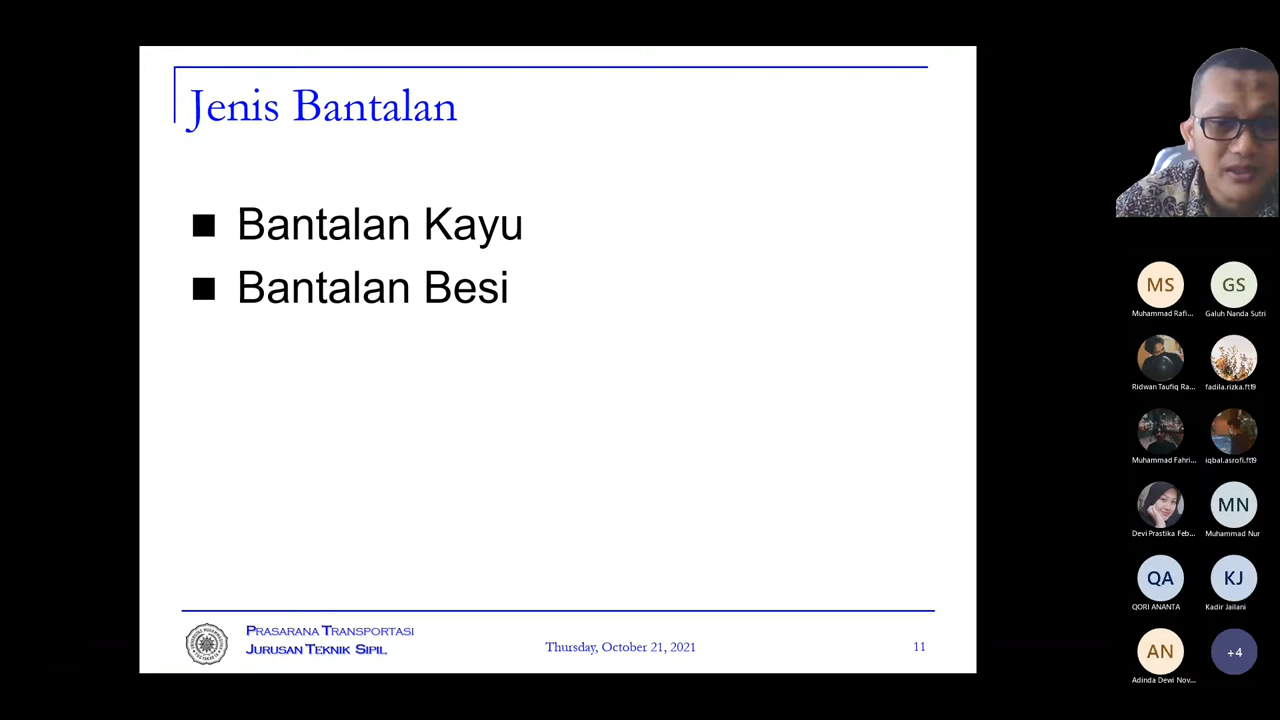 Jenis Bantalan
Bantalan Kayu
Bantalan Besi
PRASARANA TRANSPORTASI
JURUSAN TEKNIK SIPIL
Thursday, October 21, 2021
11
MS
GS
Muhammad Rafi...
Galuh Nanda Sutri
Ridwan Taufiq Ra...
fadila.rizka.ft19
Muhammad Fahri...
iqbal.asrofi.ft19
Devi Prastika Feb...
MN
Muhammad Nur
QA
KJ
QORI ANANTA
Kadir Jailani
AN
+4
Adinda Dewi Nov...